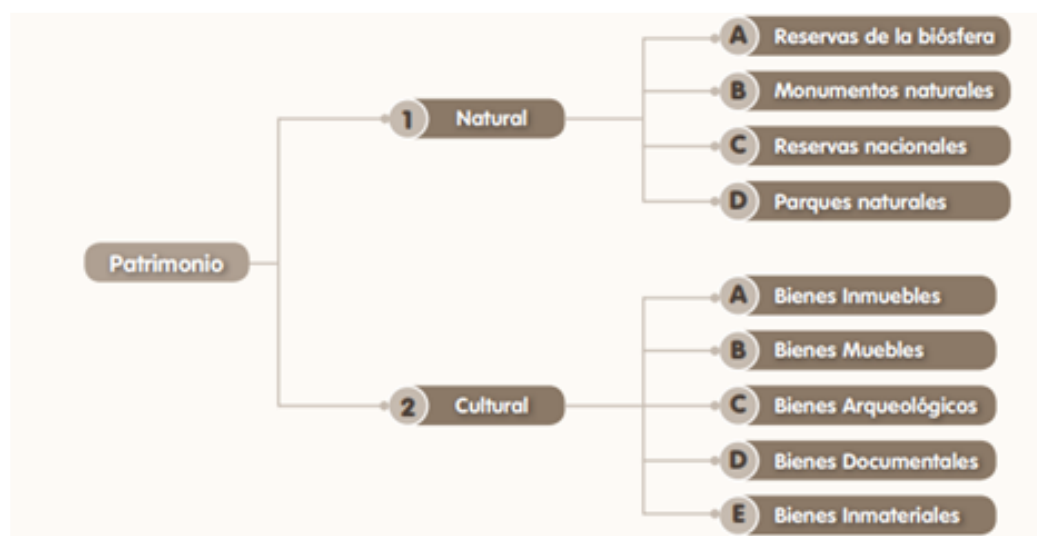 Patrimonio
1 Natural
A Reservas de la biósfera
B Monumentos naturales
C Reservas nacionales
D Parques naturales
2 Cultural
A Bienes Inmuebles
B Bienes Muebles
C Bienes Arqueológicos
D Bienes Documentales
E Bienes Inmateriales